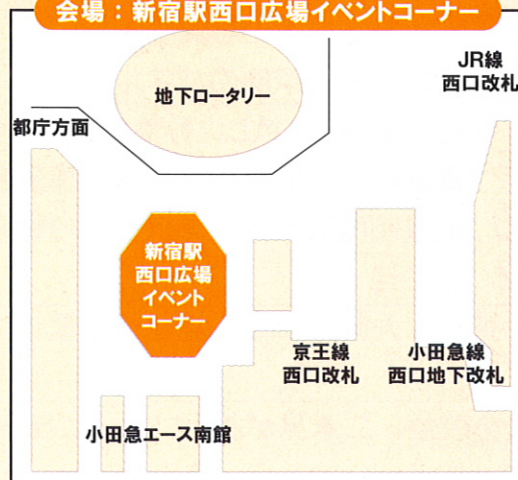 会場：新宿駅西口広場イベントコーナー
地下ロータリー
JR線
西口改札
都庁方面
新宿駅
西口広場
イベント
コーナー
京王線
西口改札
小田急線
西口地下改札
小田急エース南館